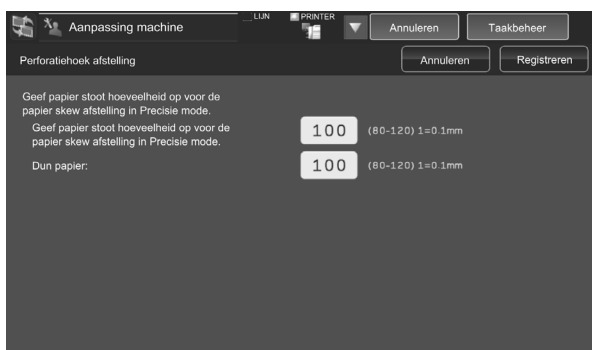 Aanpassing machine
LIJN
PRINTER
Annuleren
Taakbeheer
Perforatiehoek afstelling
Annuleren
Registreren
Geef papier stoot hoeveelheid op voor de
papier skew afstelling in Precisie mode.
Geef papier stoot hoeveelheid op voor de
papier skew afstelling in Precisie mode.
100 (80-120) 1=0.1mm
Dun papier: 100 (80-120) 1=0.1mm